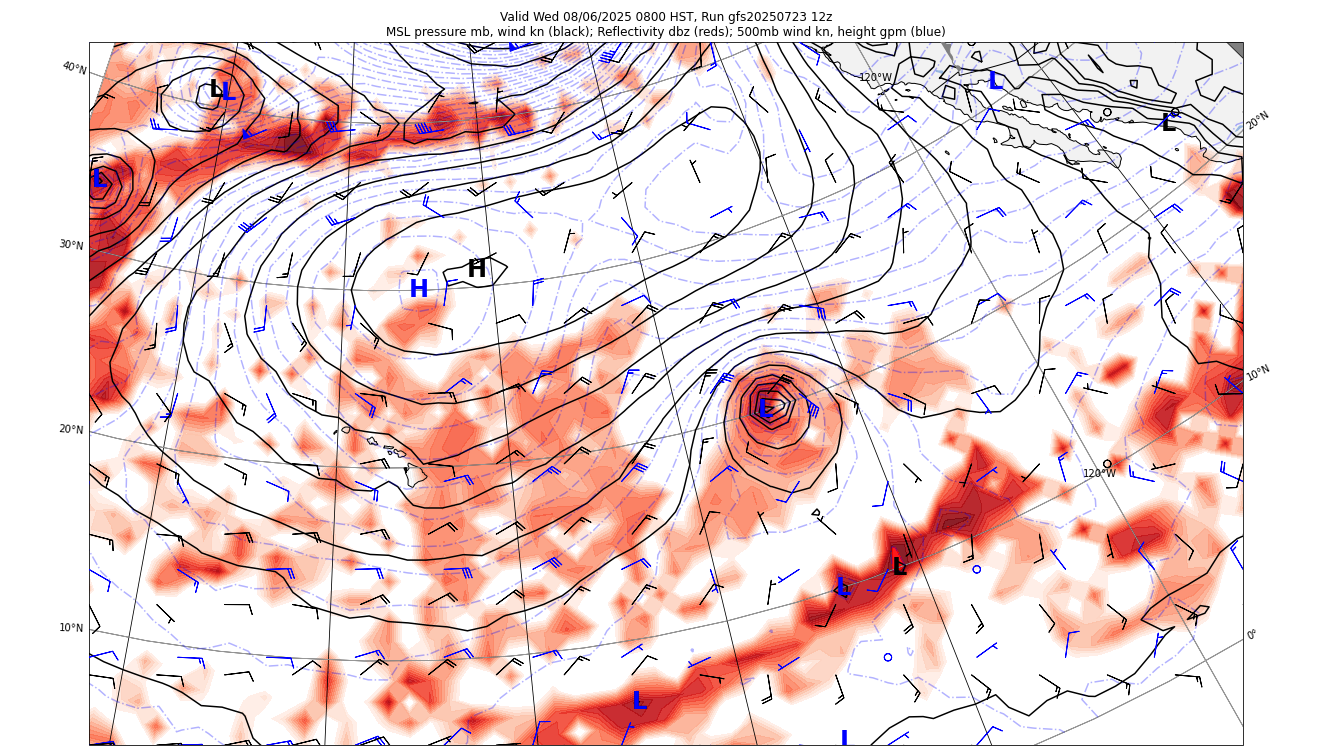 Valid Wed 08/06/2025 0800 HST, Run gfs20250723 12z
MSL pressure mb, wind kn (black); Reflectivity dbz (reds); 500mb wind kn, height gpm (blue)
40°N
120°W
L
L
L
L
20°N
L
30°N
H
H
10°N
L
20°N
120°W
L
L
10°N
0°
L
L